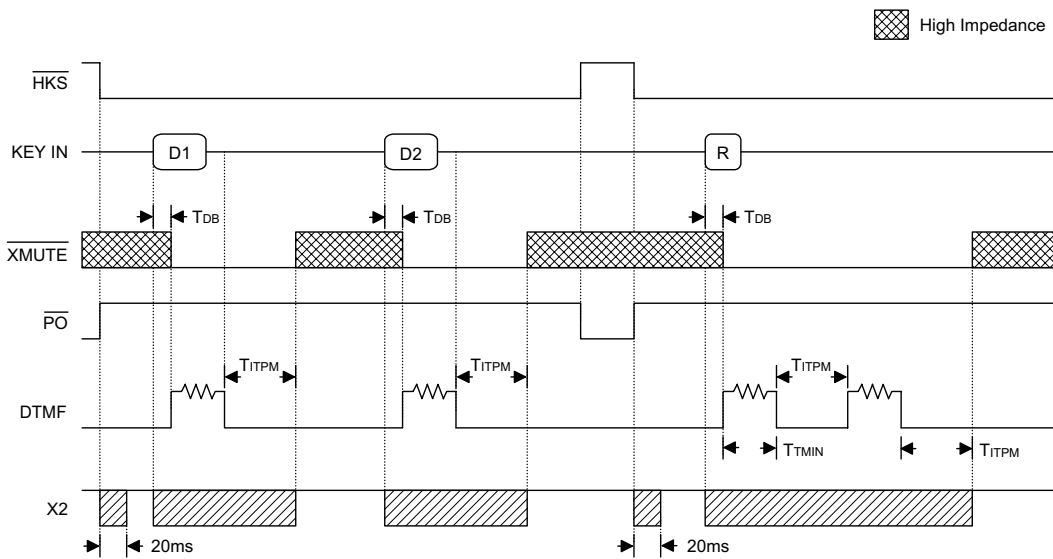 High Impedance
HKS
KEY IN
D1
D2
R
TDB
TDB
TDB
XMUTE
PO
TITPM
TITPM
TITPM
DTMF
TTMIN
TITPM
X2
20ms
20ms